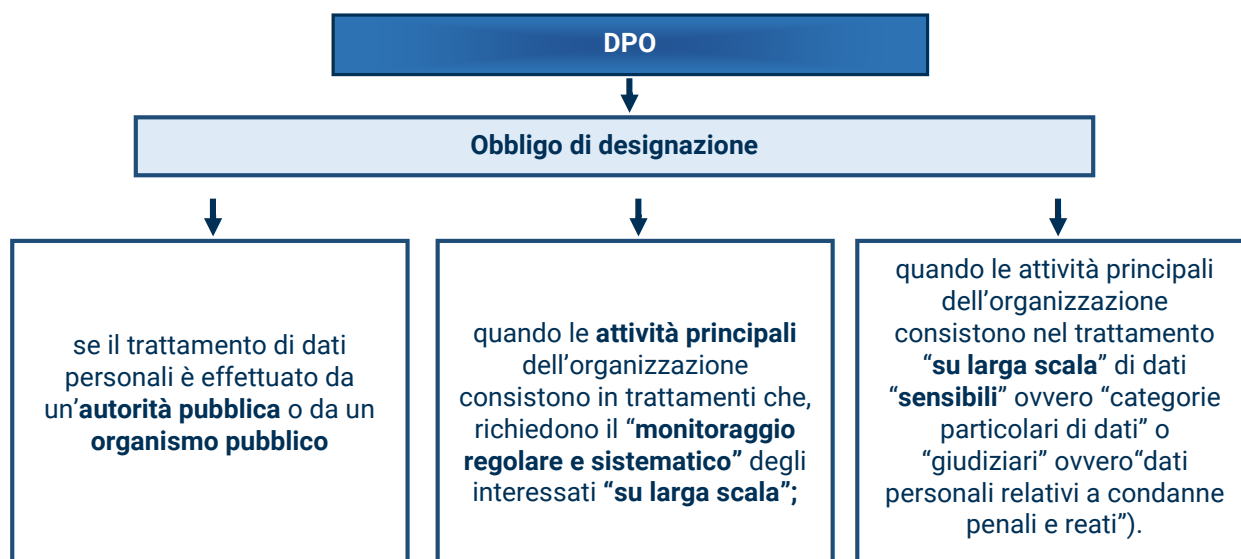 DPO
Obbligo di designazione
se il trattamento di dati
personali è effettuato da
un’autorità pubblica o da un
organismo pubblico
quando le attività principali
dell’organizzazione
consistono in trattamenti che,
richiedono il “monitoraggio
regolare e sistematico” degli
interessati “su larga scala”;
quando le attività principali
dell’organizzazione
consistono nel trattamento
“su larga scala” di dati
“sensibili” ovvero “categorie
particolari di dati” o
“giudiziari” ovvero“dati
personali relativi a condanne
penali e reati”).